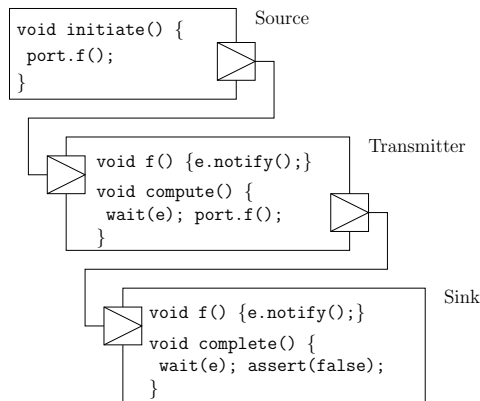 Source
void initiate() {
port.f();
}
Transmitter
void f() {e.notify();}
void compute() {
wait(e); port.f();
}
Sink
void f() {e.notify();}
void complete() {
wait(e); assert(false);
}